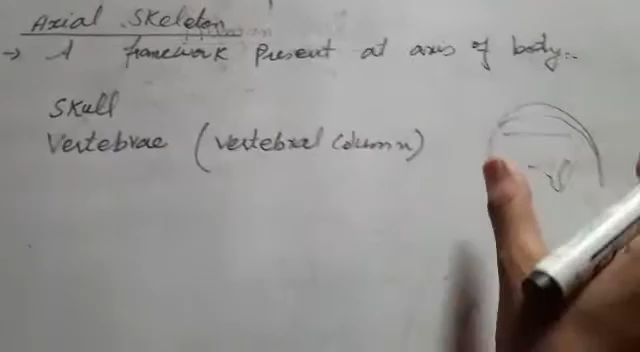 Axial Skeleton
→ A framework Present at axis of body..
Skull
Vertebrae (Vertebral Column)